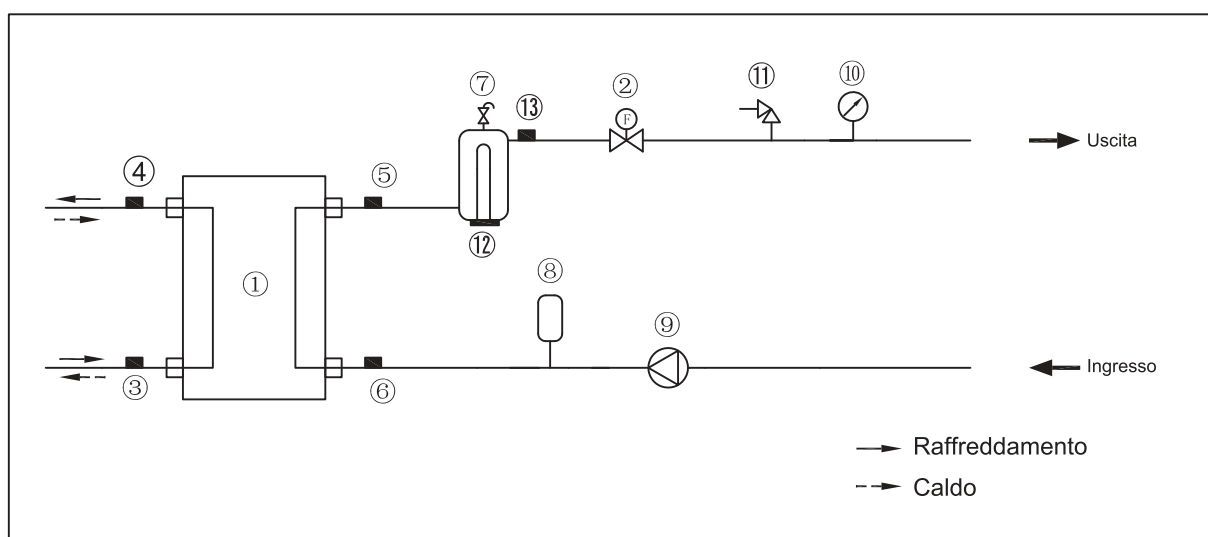 ⑦
⑬
②
F
⑪
⑩
Uscita
④
⑤
⑫
①
⑧
⑨
Ingresso
③
⑥
Raffreddamento
Caldo